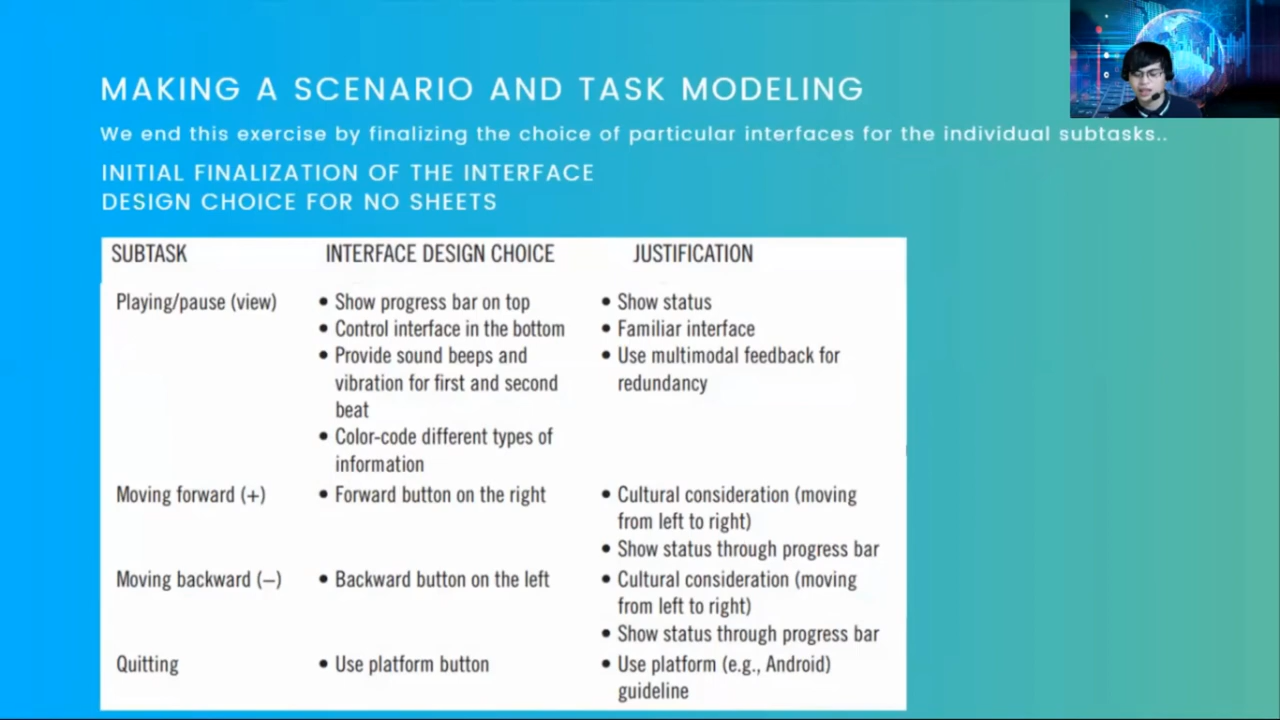 MAKING A SCENARIO AND TASK MODELING
We end this exercise by finalizing the choice of particular interfaces for the individual subtasks..
INITIAL FINALIZATION OF THE INTERFACE
DESIGN CHOICE FOR NO SHEETS
SUBTASK INTERFACE DESIGN CHOICE JUSTIFICATION
Playing/pause (view) • Show progress bar on top • Show status
• Control interface in the bottom • Familiar interface
• Provide sound beeps and • Use multimodal feedback for
vibration for first and second redundancy
beat
• Color-code different types of
information
Moving forward (+) • Forward button on the right • Cultural consideration (moving
from left to right)
• Show status through progress bar
Moving backward (–) • Backward button on the left • Cultural consideration (moving
from left to right)
• Show status through progress bar
Quitting • Use platform button • Use platform (e.g., Android)
guideline